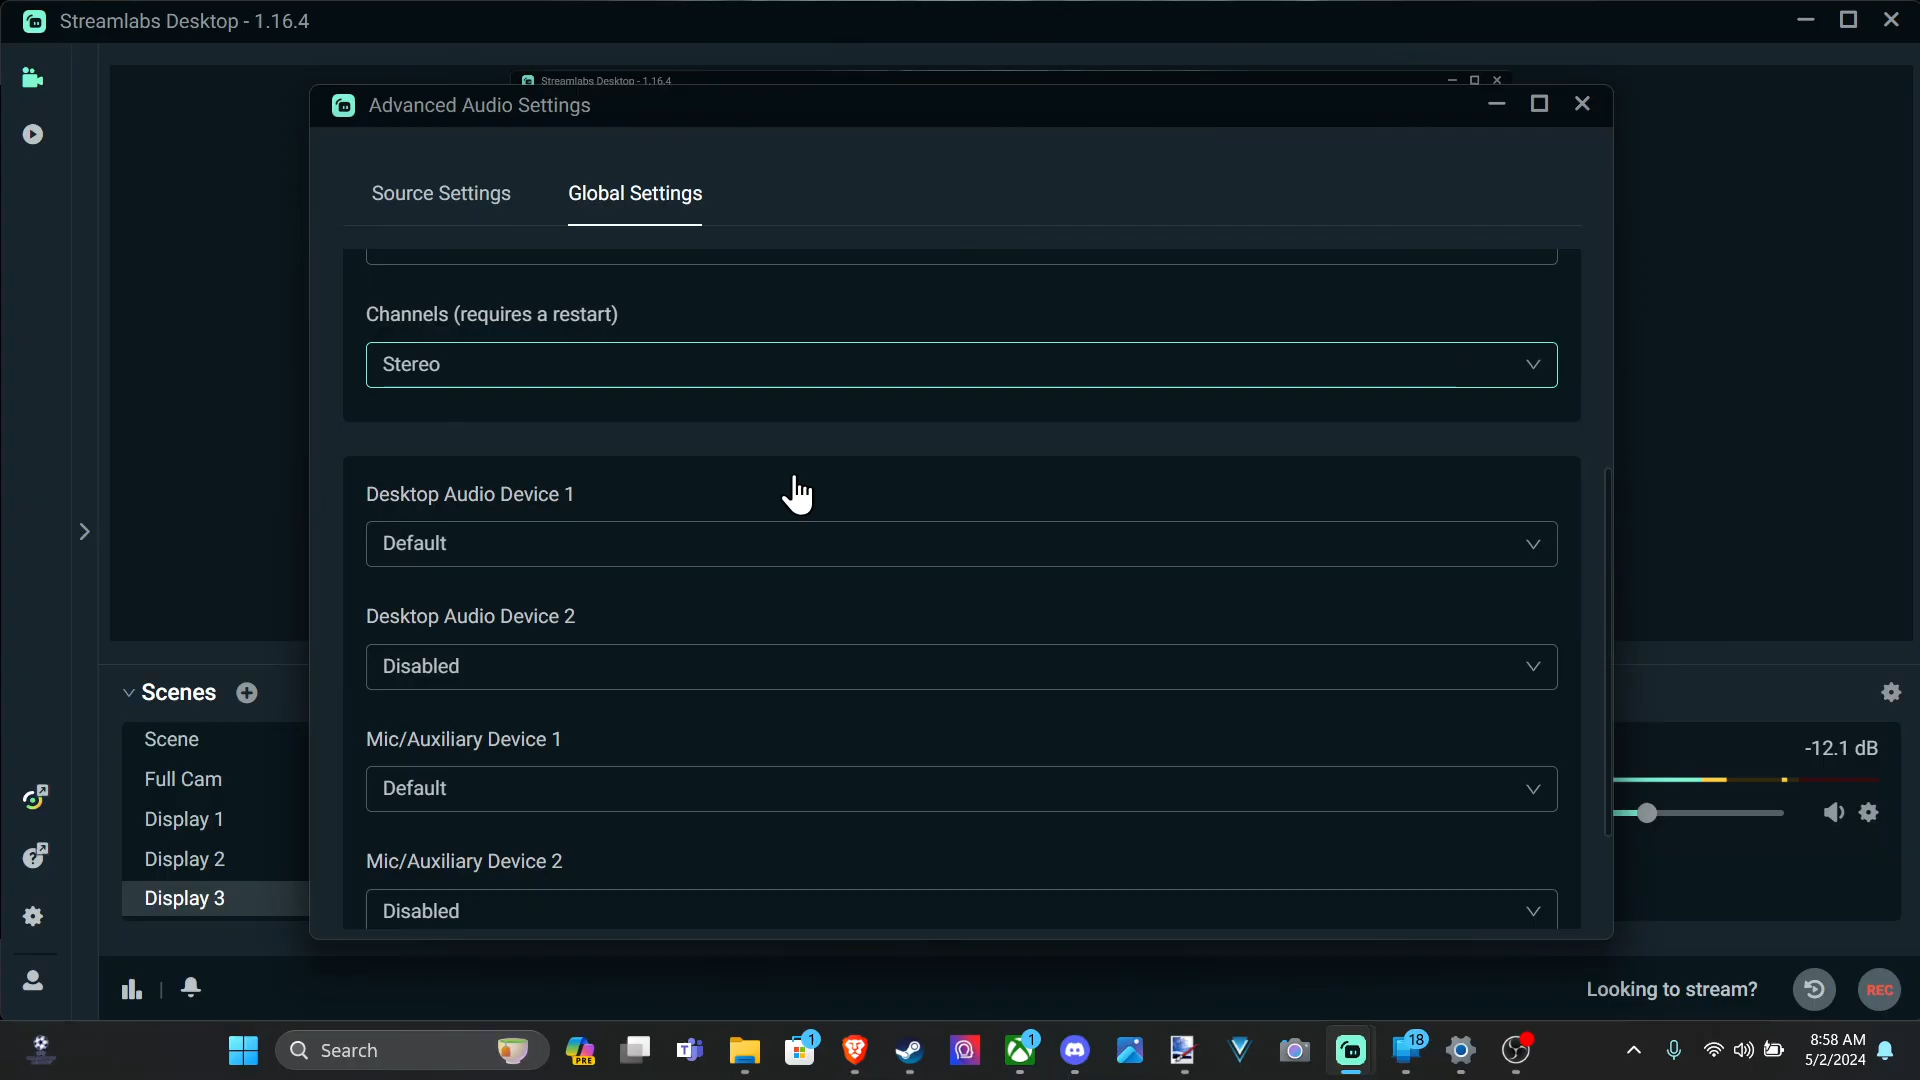 Streamlabs Desktop - 1.16.4
Streamlabs Desktop - 1.16.4
Advanced Audio Settings
Source Settings
Global Settings
Channels (requires a restart)
Stereo
Desktop Audio Device 1
Default
Desktop Audio Device 2
Disabled
Mic/Auxiliary Device 1
Default
Mic/Auxiliary Device 2
Disabled
Scenes
Scene
Full Cam
Display 1
Display 2
Display 3
-12.1 dB
Looking to stream?
REC
Search
PRE
1
1
18
8:58 AM
5/2/2024